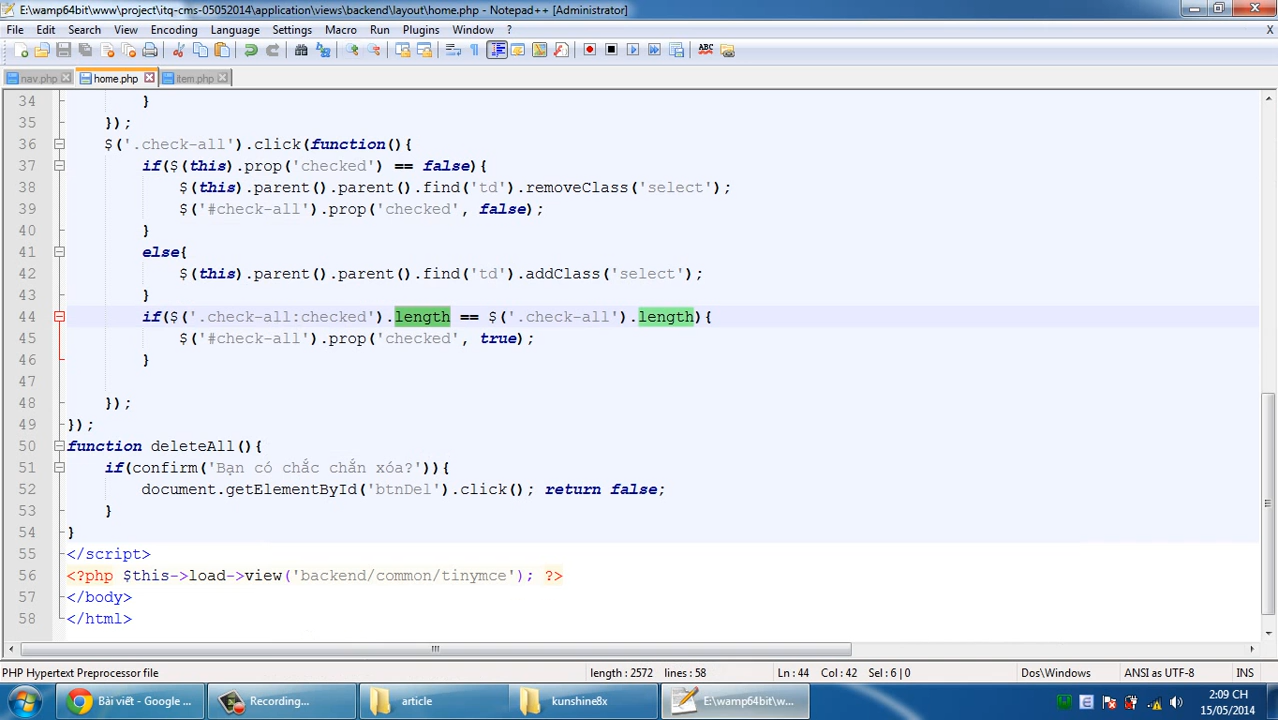 E:\wamp64bit\www\project\itq-cms-05052014\application\views\backend\layout\home.php - Notepad++ [Administrator]
File Edit Search View Encoding Language Settings Macro Run Plugins Window ? X
nav.php home.php item.php
34 }
35 });
36 $('.check-all').click(function(){
37 if($(this).prop('checked') == false){
38 $(this).parent().parent().find('td').removeClass('select');
39 $('#check-all').prop('checked', false);
40 }
41 else{
42 $(this).parent().parent().find('td').addClass('select');
43 }
44 if($('.check-all:checked').length == $('.check-all').length){
45 $('#check-all').prop('checked', true);
46 }
47
48 });
49 });
50 function deleteAll(){
51 if(confirm('Bạn có chắc chắn xóa?')){
52 document.getElementById('btnDel').click(); return false;
53 }
54 }
55 </script>
56 <?php $this->load->view('backend/common/tinymce'); ?>
57 </body>
58 </html>
PHP Hypertext Preprocessor file length : 2572 lines : 58 Ln : 44 Col : 42 Sel : 6 | 0 Dos\Windows ANSI as UTF-8 INS
Bài viết - Google ... Recording... article kunshine8x E:\wamp64bit\w... 2:09 CH
15/05/2014